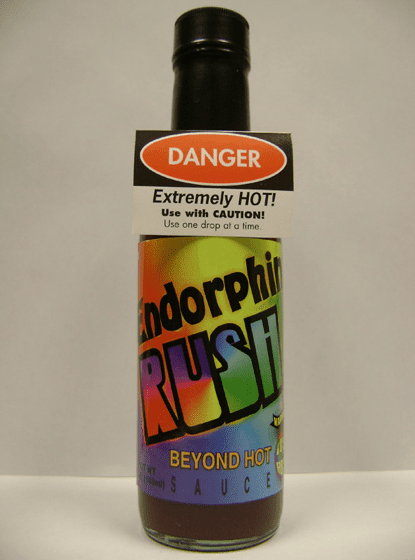 DANGER
Extremely HOT!
Use with CAUTION!
Use one drop at a time.
Endorphin
RUSH
BEYOND HOT
SAUCE